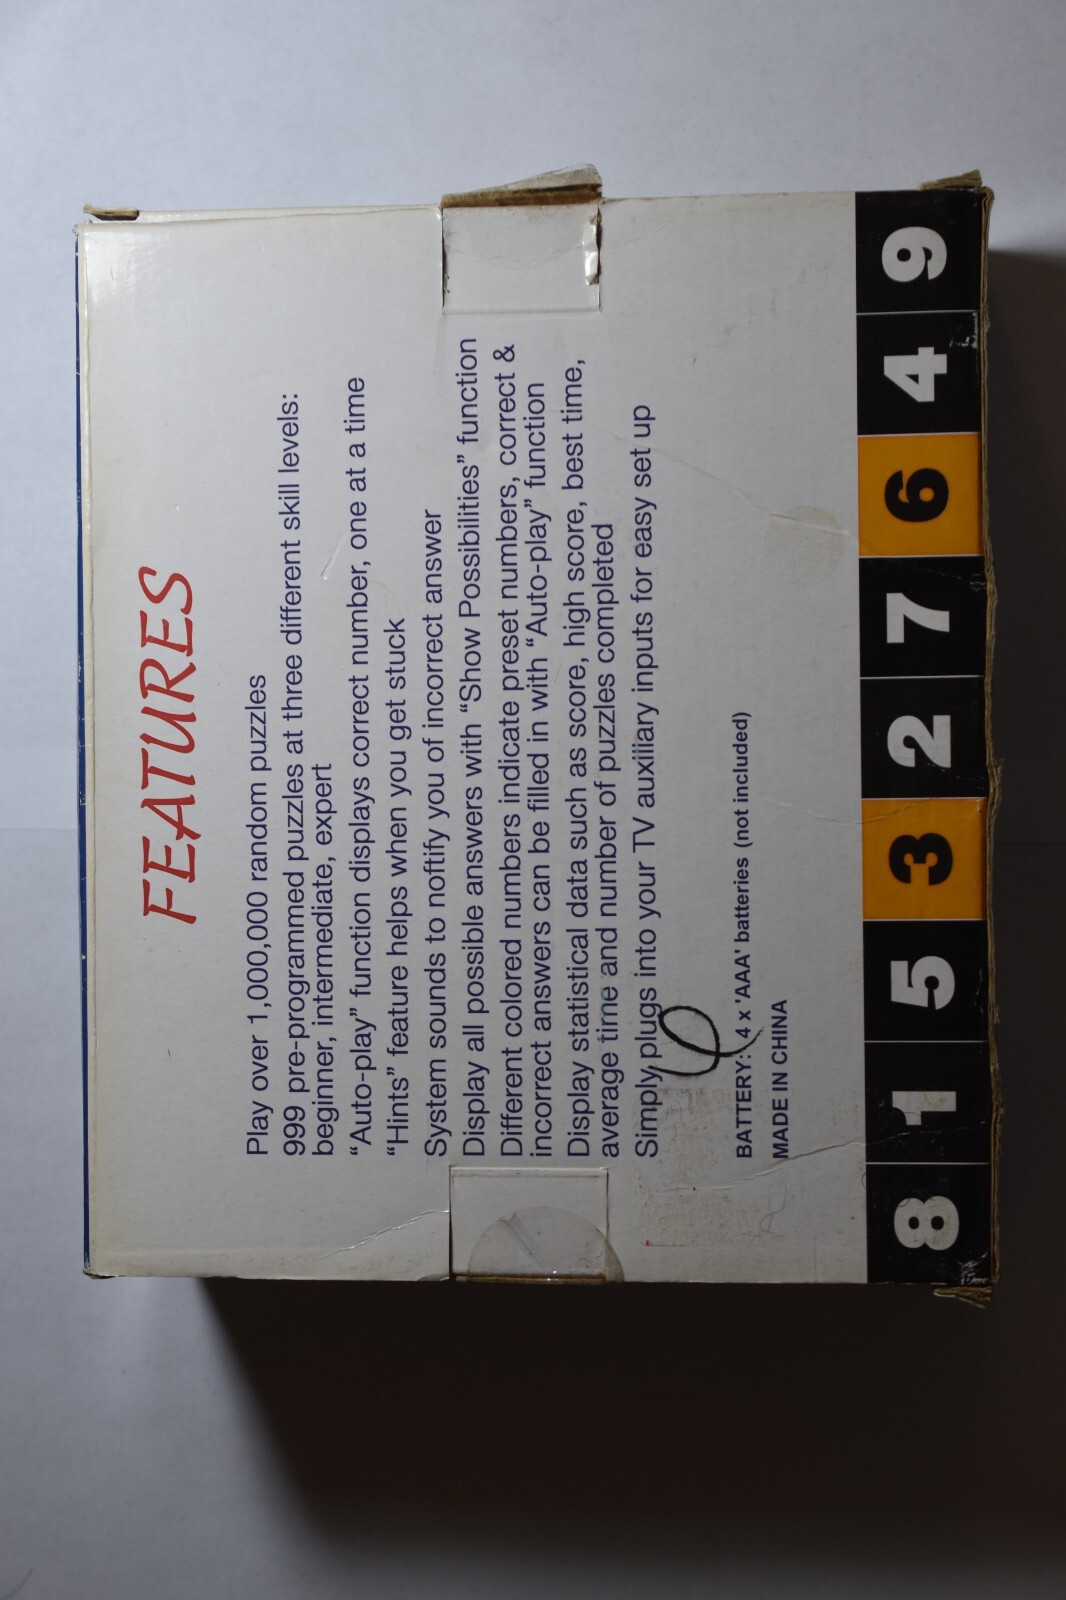 FEATURES
Play over 1,000,000 random puzzles
999 pre-programmed puzzles at three different skill levels:
beginner, intermediate, expert
“Auto-play” function displays correct number, one at a time
“Hints” feature helps when you get stuck
System sounds to noftify you of incorrect answer
Display all possible answers with “Show Possibilities” function
Different colored numbers indicate preset numbers, correct &
incorrect answers can be filled in with “Auto-play” function
Display statistical data such as score, high score, best time,
average time and number of puzzles completed
Simply plugs into your TV auxiliary inputs for easy set up
BATTERY: 4 x 'AAA' batteries (not included)
MADE IN CHINA
8 1 5 3 2 7 6 4 9